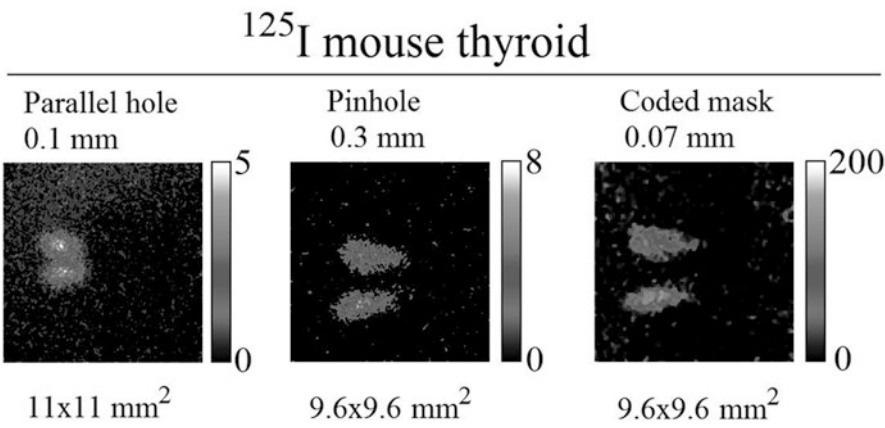 ¹²⁵I mouse thyroid
Parallel hole
0.1 mm
5
0
11x11 mm²
Pinhole
0.3 mm
8
0
9.6x9.6 mm²
Coded mask
0.07 mm
200
0
9.6x9.6 mm²